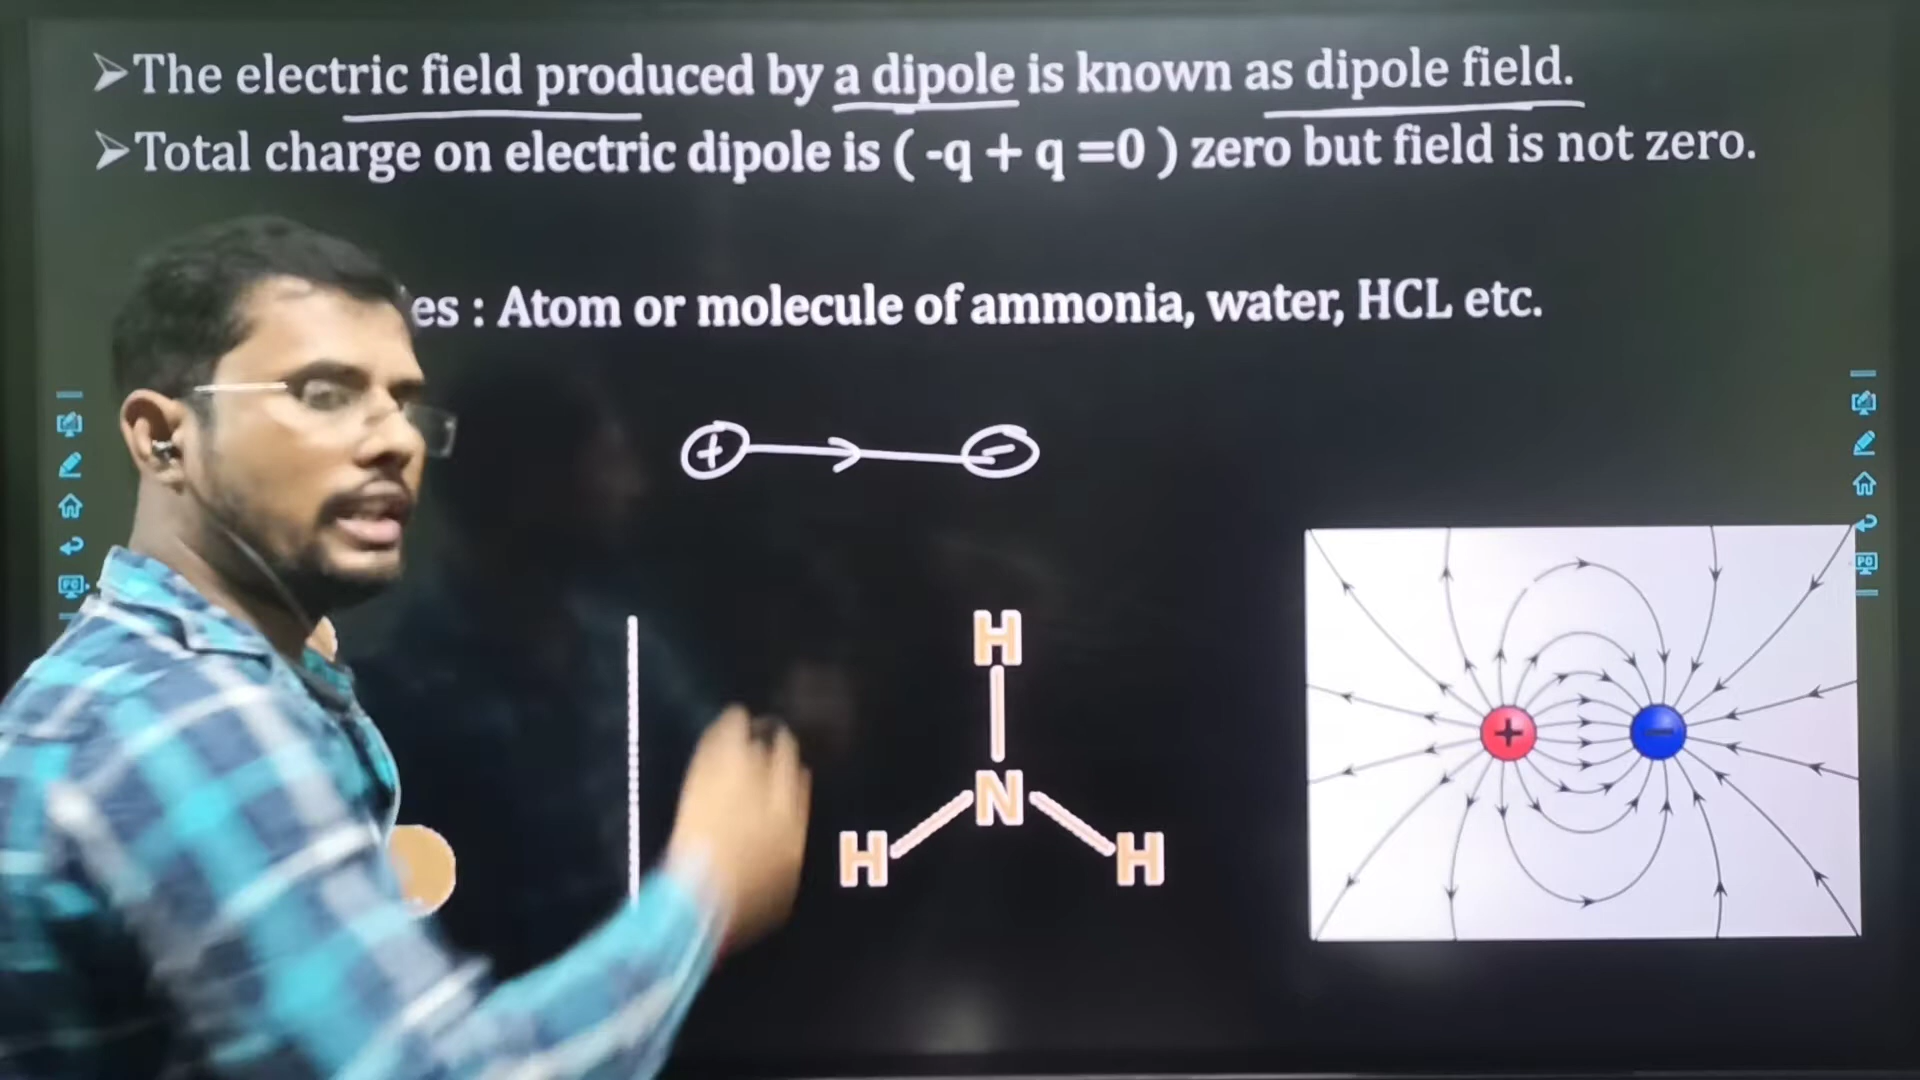 ➢The electric field produced by a dipole is known as dipole field.
➢Total charge on electric dipole is ( -q + q =0 ) zero but field is not zero.
es : Atom or molecule of ammonia, water, HCL etc.
+ -
H
N
H H
+ −